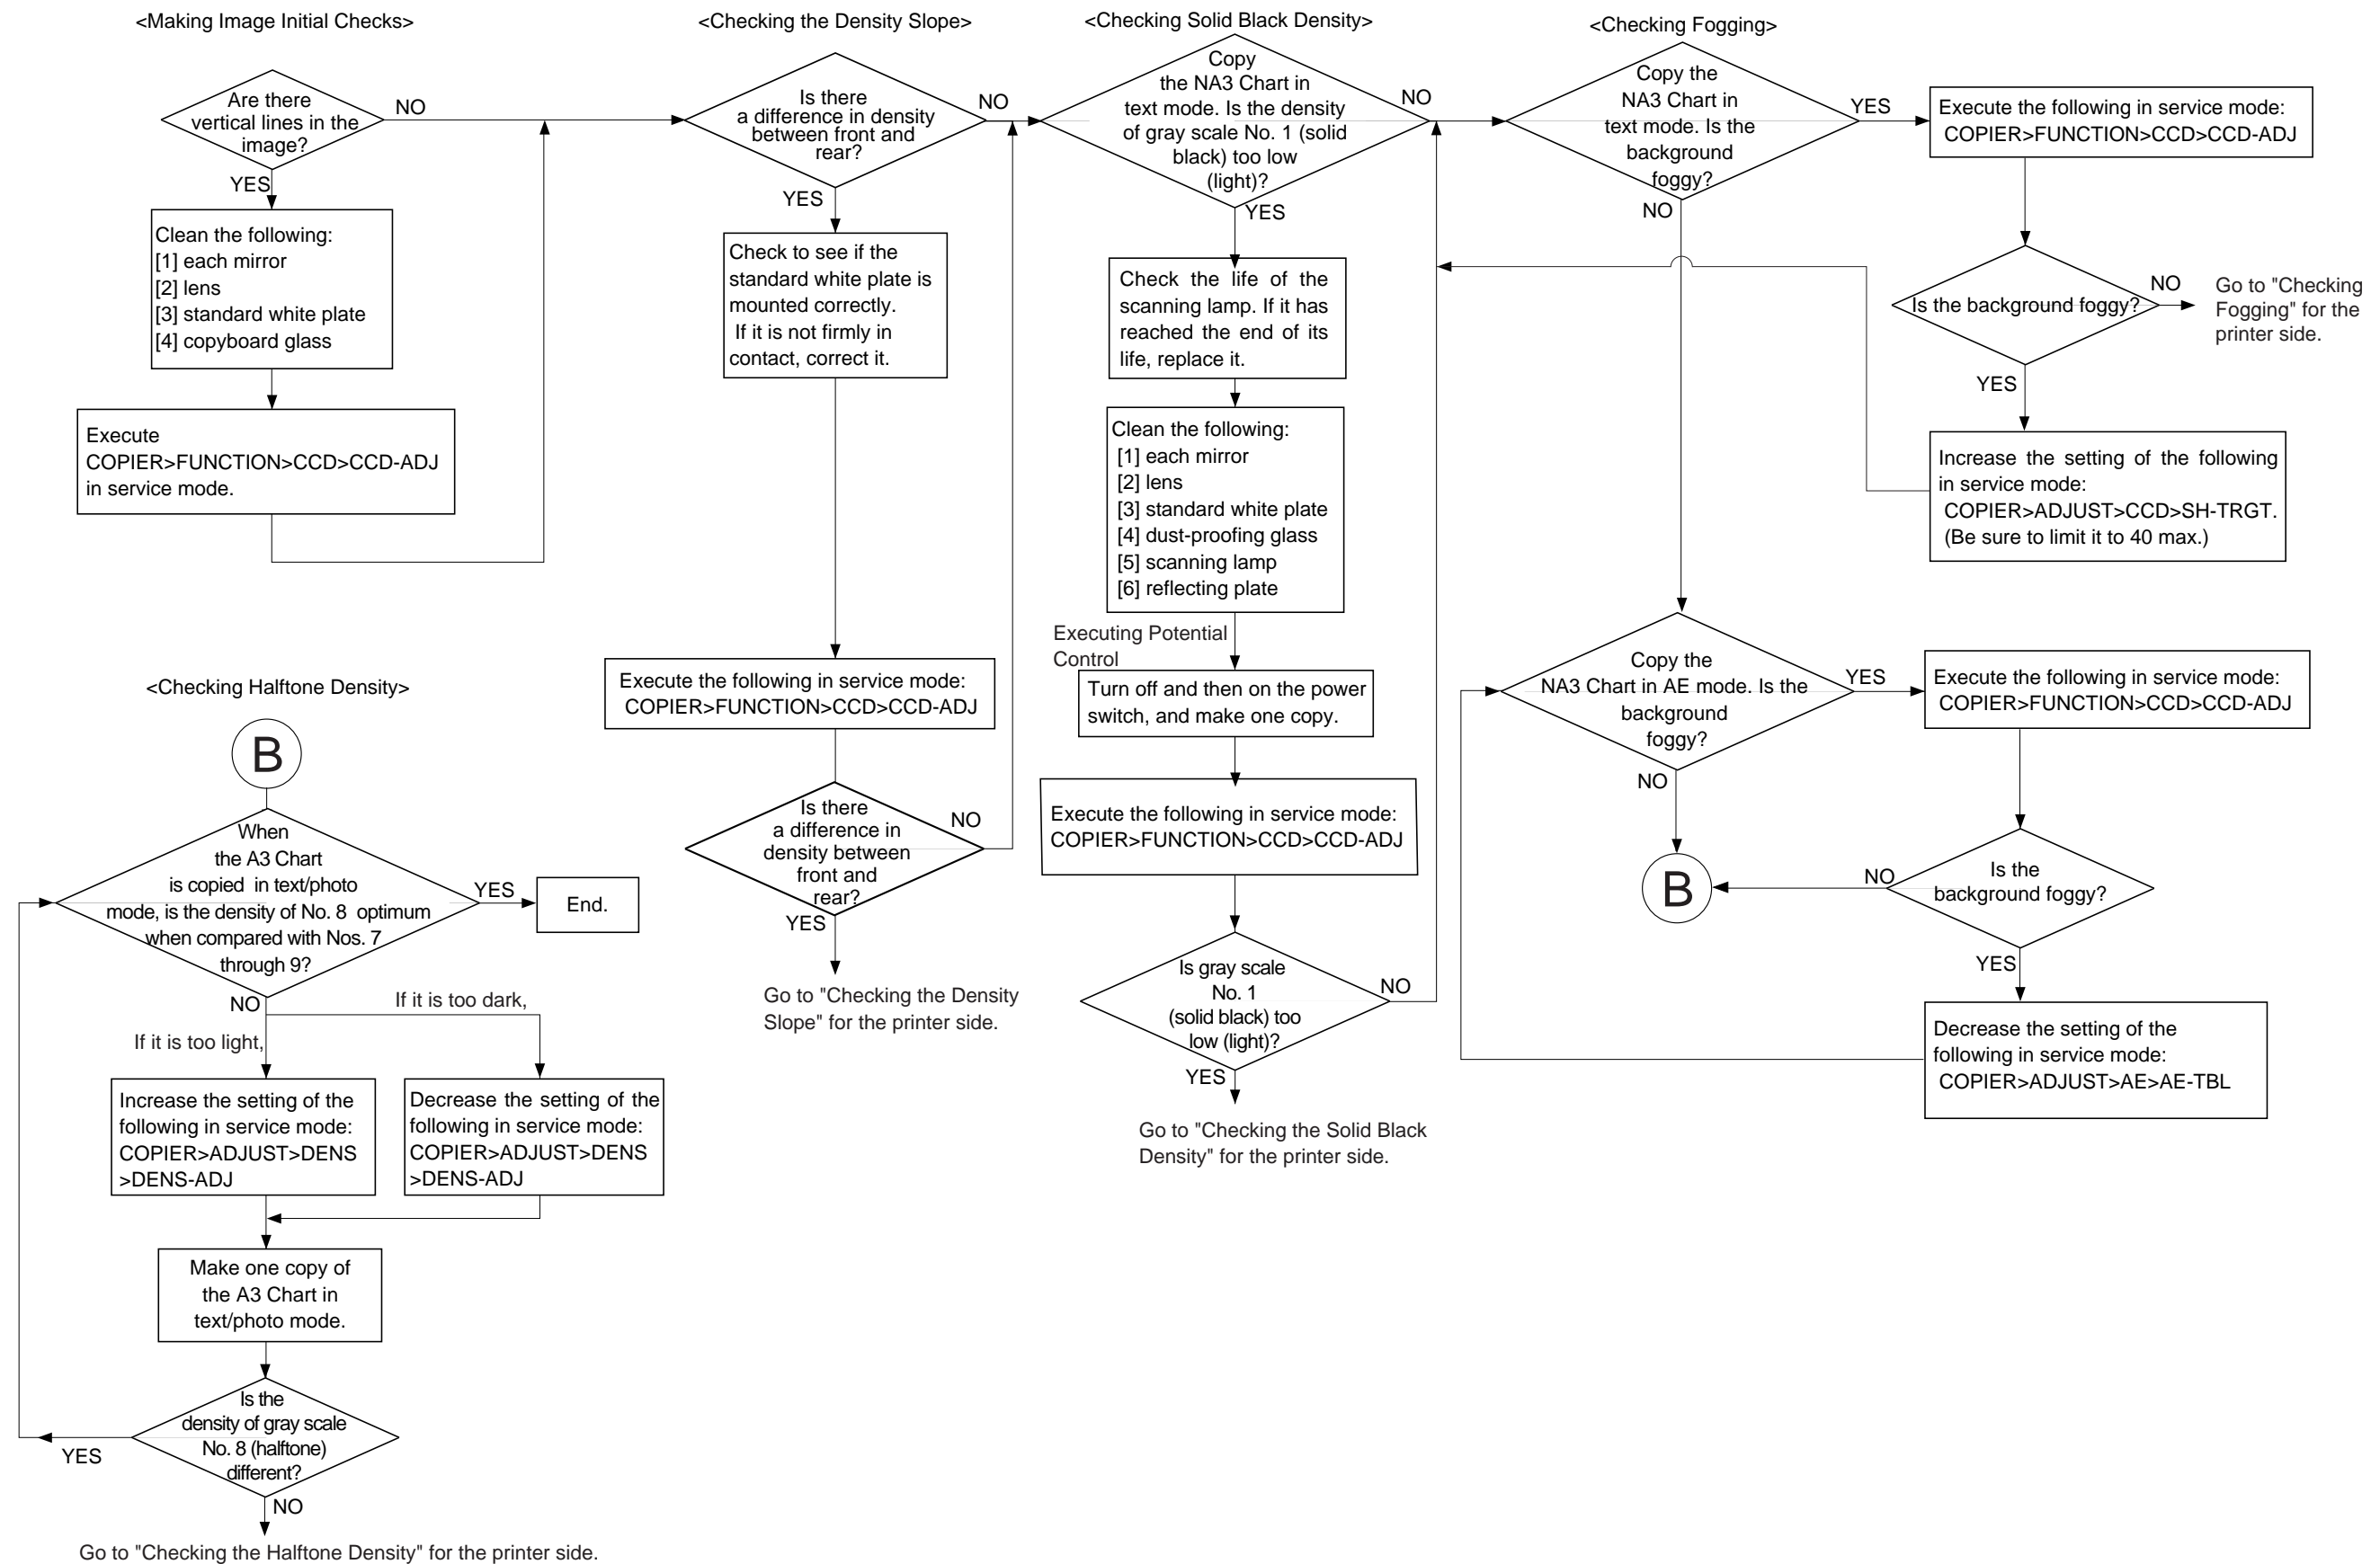 <Making Image Initial Checks>
Are there
vertical lines in the
image?
NO
YES
Clean the following:
[1] each mirror
[2] lens
[3] standard white plate
[4] copyboard glass
Execute
COPIER>FUNCTION>CCD>CCD-ADJ
in service mode.
<Checking the Density Slope>
Is there
a difference in density
between front and
rear?
NO
YES
Check to see if the
standard white plate is
mounted correctly.
If it is not firmly in
contact, correct it.
Execute the following in service mode:
COPIER>FUNCTION>CCD>CCD-ADJ
Is there
a difference in
density between
front and
rear?
NO
YES
Go to "Checking the Density
Slope" for the printer side.
<Checking Solid Black Density>
Copy
the NA3 Chart in
text mode. Is the density
of gray scale No. 1 (solid
black) too low
(light)?
NO
YES
Check the life of the
scanning lamp. If it has
reached the end of its
life, replace it.
Clean the following:
[1] each mirror
[2] lens
[3] standard white plate
[4] dust-proofing glass
[5] scanning lamp
[6] reflecting plate
Executing Potential
Control
Turn off and then on the power
switch, and make one copy.
Execute the following in service mode:
COPIER>FUNCTION>CCD>CCD-ADJ
Is gray scale
No. 1
(solid black) too
low (light)?
NO
YES
Go to "Checking the Solid Black
Density" for the printer side.
<Checking Fogging>
Copy the
NA3 Chart in
text mode. Is the
background
foggy?
YES
NO
Execute the following in service mode:
COPIER>FUNCTION>CCD>CCD-ADJ
Is the background foggy?
NO
Go to "Checking
Fogging" for the
printer side.
YES
Increase the setting of the following
in service mode:
COPIER>ADJUST>CCD>SH-TRGT.
(Be sure to limit it to 40 max.)
Copy the
NA3 Chart in AE mode. Is the
background
foggy?
YES
NO
Execute the following in service mode:
COPIER>FUNCTION>CCD>CCD-ADJ
B
Is the
background foggy?
NO
YES
Decrease the setting of the
following in service mode:
COPIER>ADJUST>AE>AE-TBL
<Checking Halftone Density>
B
When
the A3 Chart
is copied in text/photo
mode, is the density of No. 8 optimum
when compared with Nos. 7
through 9?
YES
End.
NO
If it is too dark,
If it is too light,
Increase the setting of the
following in service mode:
COPIER>ADJUST>DENS
>DENS-ADJ
Decrease the setting of the
following in service mode:
COPIER>ADJUST>DENS
>DENS-ADJ
Make one copy of
the A3 Chart in
text/photo mode.
Is the
density of gray scale
No. 8 (halftone)
different?
YES
NO
Go to "Checking the Halftone Density" for the printer side.